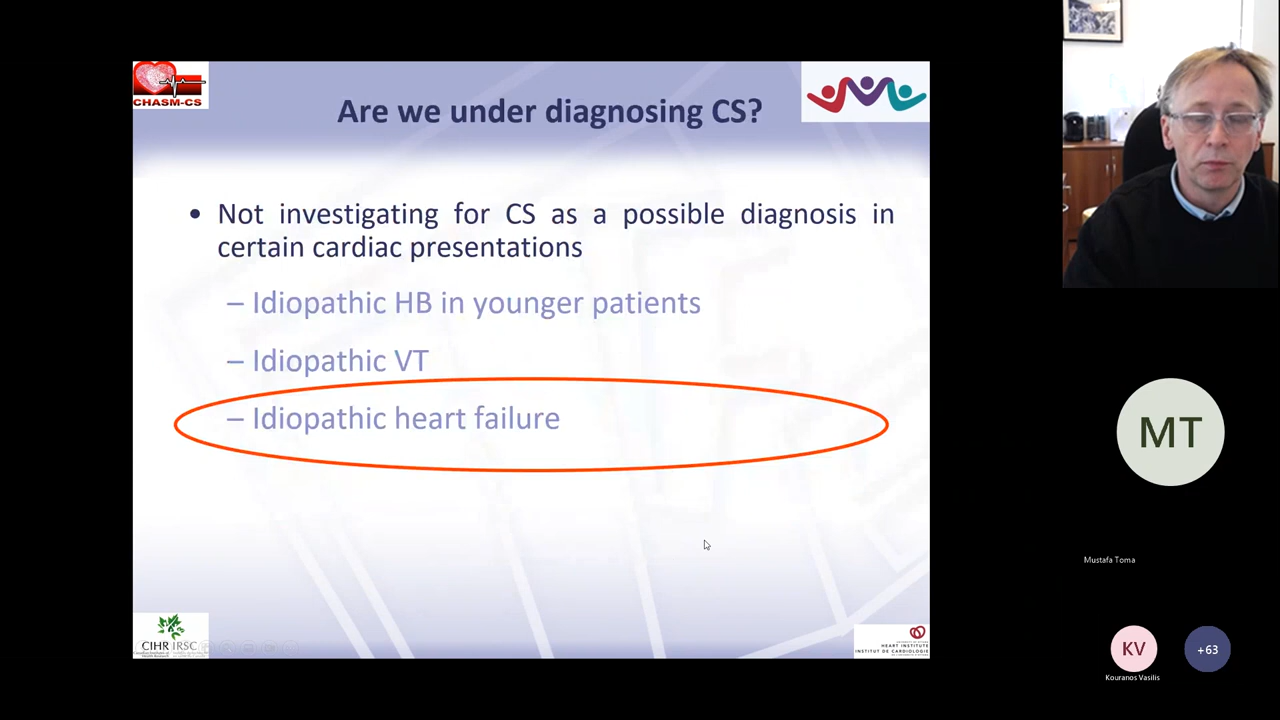 CHASM-CS
Are we under diagnosing CS?
• Not investigating for CS as a possible diagnosis in
certain cardiac presentations
– Idiopathic HB in younger patients
– Idiopathic VT
– Idiopathic heart failure
CIHR IRSC
HEART INSTITUTE
INSTITUT DE CARDIOLOGIE
MT
Mustafa Toma
KV
+63
Kouranos Vasilis